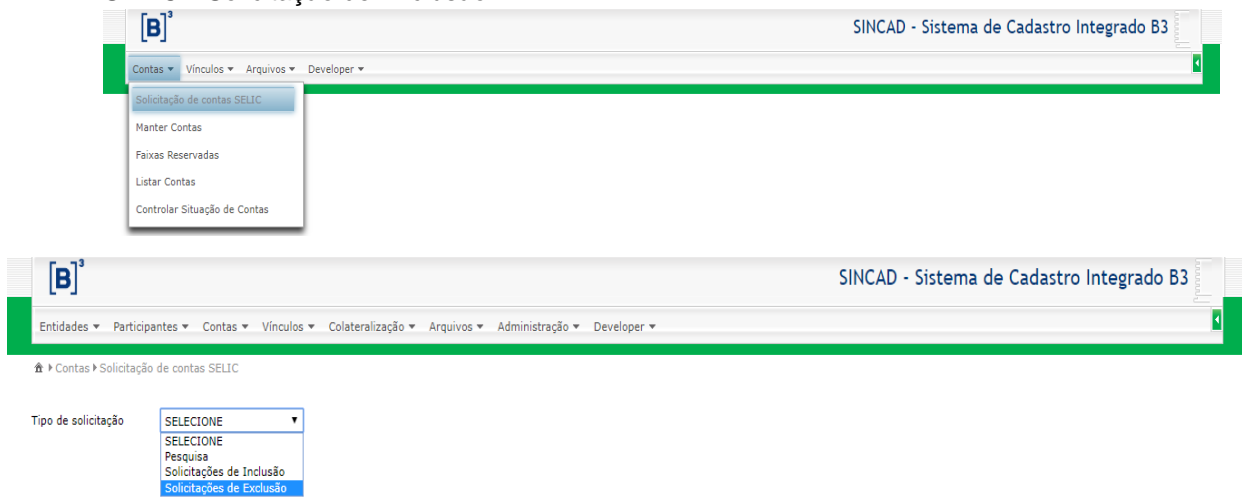 [B]³ SINCAD - Sistema de Cadastro Integrado B3
Contas Vínculos Arquivos Developer
Solicitação de contas SELIC
Manter Contas
Faixas Reservadas
Listar Contas
Controlar Situação de Contas
[B]³ SINCAD - Sistema de Cadastro Integrado B3
Entidades Participantes Contas Vínculos Colateralização Arquivos Administração Developer
Contas Solicitação de contas SELIC
Tipo de solicitação SELECIONE
SELECIONE
Pesquisa
Solicitações de Inclusão
Solicitações de Exclusão